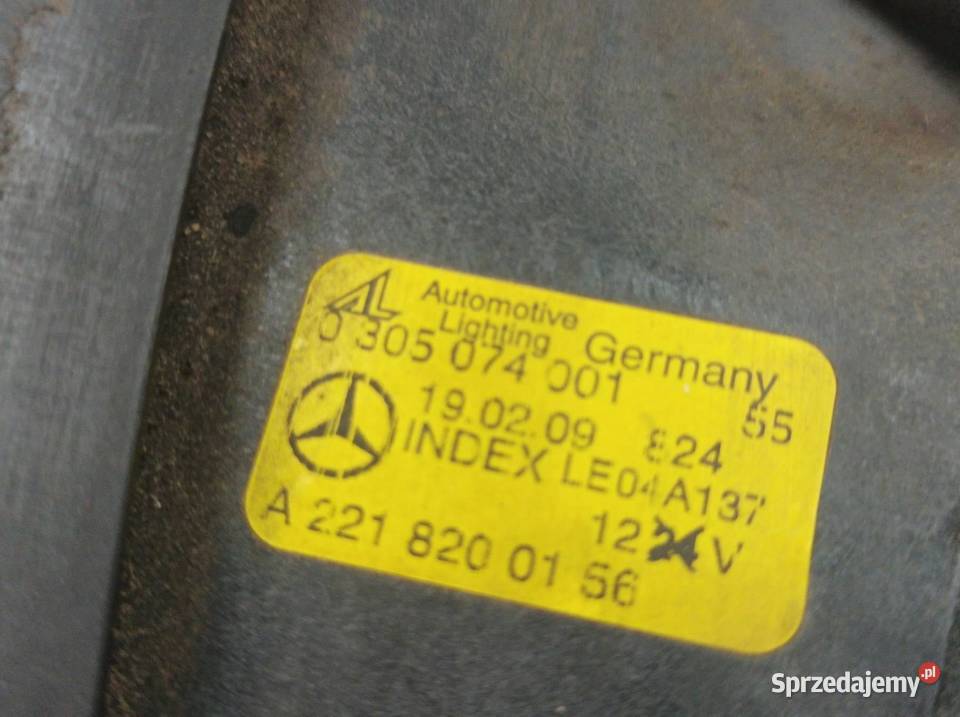 AL Automotive
Lighting Germany
0 305 074 001 55
19.02.09 824
INDEX LE04A137
12 V
A 221 820 01 56
Sprzedajemy.pl